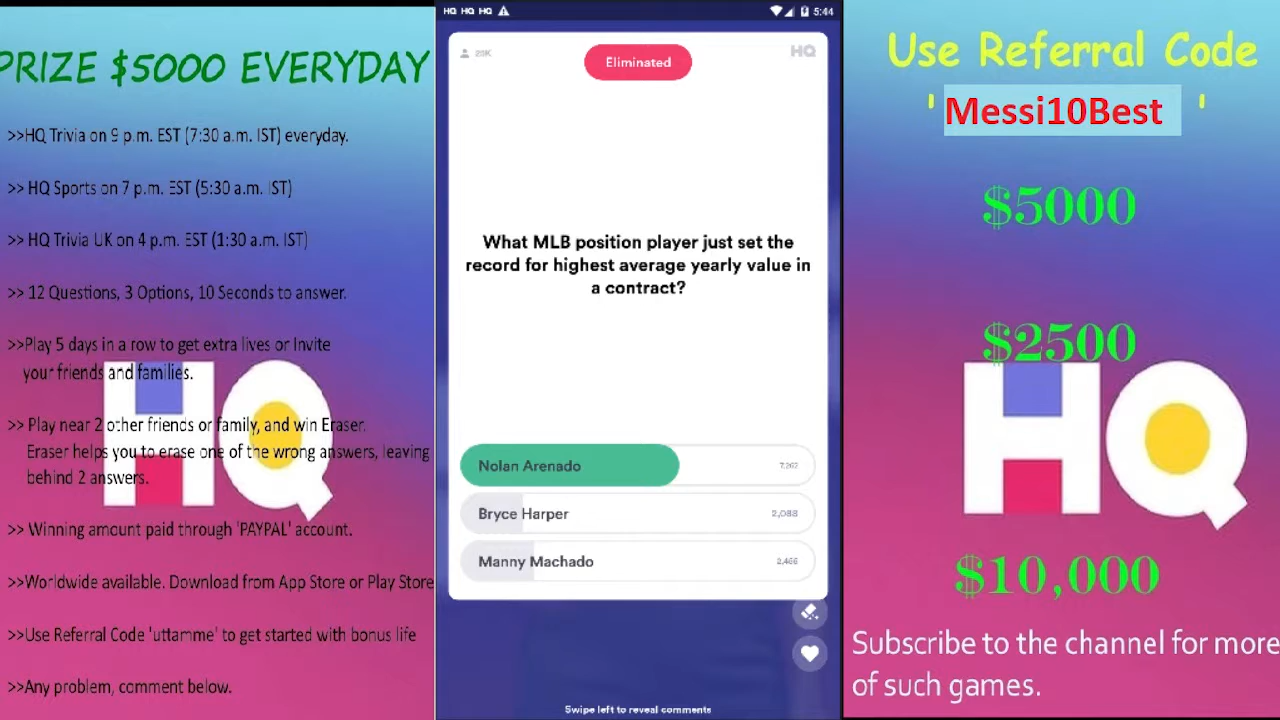 PRIZE $5000 EVERYDAY
>>HQ Trivia on 9 p.m. EST (7:30 a.m. IST) everyday.
>> HQ Sports on 7 p.m. EST (5:30 a.m. IST)
>> HQ Trivia UK on 4 p.m. EST (1:30 a.m. IST)
>> 12 Questions, 3 Options, 10 Seconds to answer.
>>Play 5 days in a row to get extra lives or Invite
your friends and families.
>> Play near 2 other friends or family, and win Eraser.
Eraser helps you to erase one of the wrong answers, leaving
behind 2 answers.
>> Winning amount paid through 'PAYPAL' account.
>>Worldwide available. Download from App Store or Play Store
>>Use Referral Code 'uttamme' to get started with bonus life
>>Any problem, comment below.
HQ
HQ HQ HQ 5:44
Eliminated
HQ
What MLB position player just set the
record for highest average yearly value in
a contract?
Nolan Arenado
Bryce Harper 2,088
Manny Machado
Swipe left to reveal comments
Use Referral Code
' Messi10Best '
$5000
$2500
HQ
$10,000
Subscribe to the channel for more
of such games.